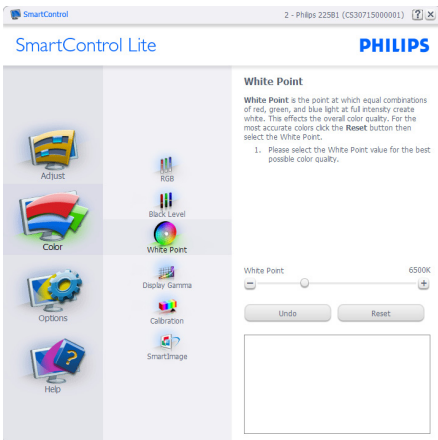 SmartControl
2 - Philips 225B1 (CS30715000001)
?
SmartControl Lite
PHILIPS
Adjust
Color
Options
Help
RGB
Black Level
White Point
Display Gamma
Calibration
SmartImage
White Point
White Point is the point at which equal combinations
of red, green, and blue light at full intensity create
white. This effects the overall color quality. For the
most accurate colors click the Reset button then
select the White Point.
1. Please select the White Point value for the best
possible color quality.
White Point
6500K
Undo
Reset